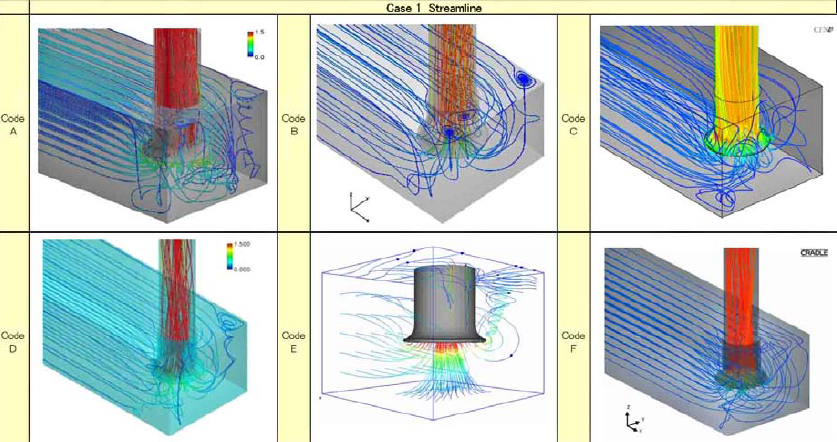 Case 1 Streamline
Code A
1.5
0.0
Code B
Code C
Code D
1.500
0.000
Code E
Code F
CRADLE